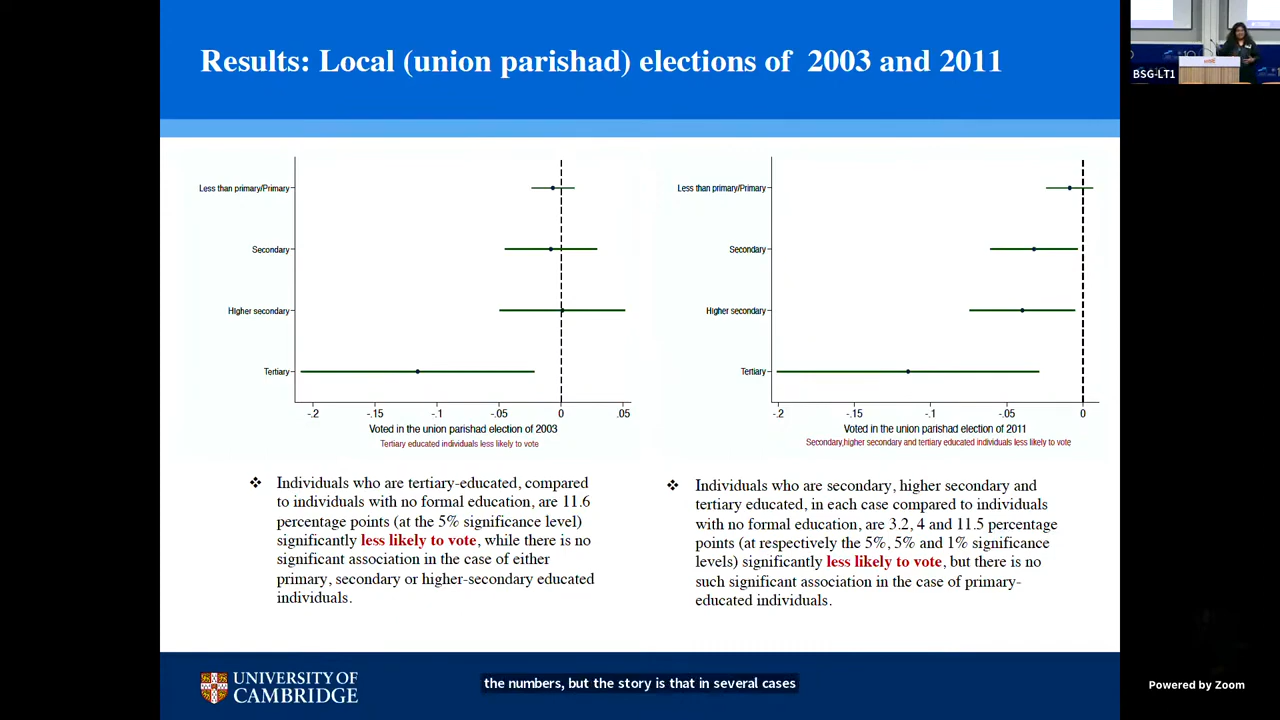 Results: Local (union parishad) elections of 2003 and 2011
BSG-LT1
Less than primary/Primary
Secondary
Higher secondary
Tertiary
-.2 -.15 -.1 -.05 0 .05
Voted in the union parishad election of 2003
Tertiary educated individuals less likely to vote
Less than primary/Primary
Secondary
Higher secondary
Tertiary
-.2 -.15 -.1 -.05 0
Voted in the union parishad election of 2011
Secondary,higher secondary and tertiary educated individuals less likely to vote
❖ Individuals who are tertiary-educated, compared
to individuals with no formal education, are 11.6
percentage points (at the 5% significance level)
significantly less likely to vote, while there is no
significant association in the case of either
primary, secondary or higher-secondary educated
individuals.
❖ Individuals who are secondary, higher secondary and
tertiary educated, in each case compared to individuals
with no formal education, are 3.2, 4 and 11.5 percentage
points (at respectively the 5%, 5% and 1% significance
levels) significantly less likely to vote, but there is no
such significant association in the case of primary-
educated individuals.
UNIVERSITY OF
CAMBRIDGE
the numbers, but the story is that in several cases
Powered by Zoom